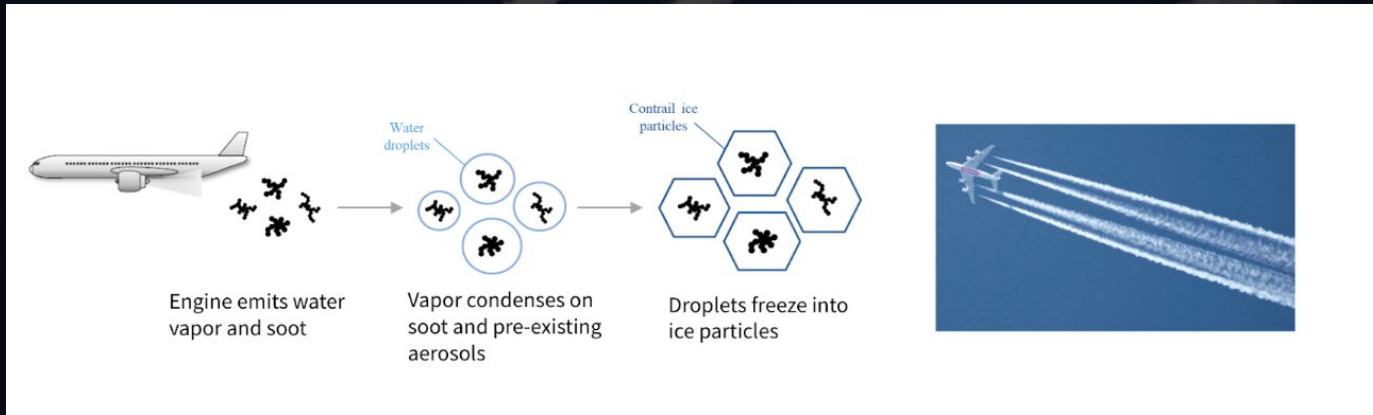 Water
droplets
Contrail ice
particles
Engine emits water
vapor and soot
Vapor condenses on
soot and pre-existing
aerosols
Droplets freeze into
ice particles